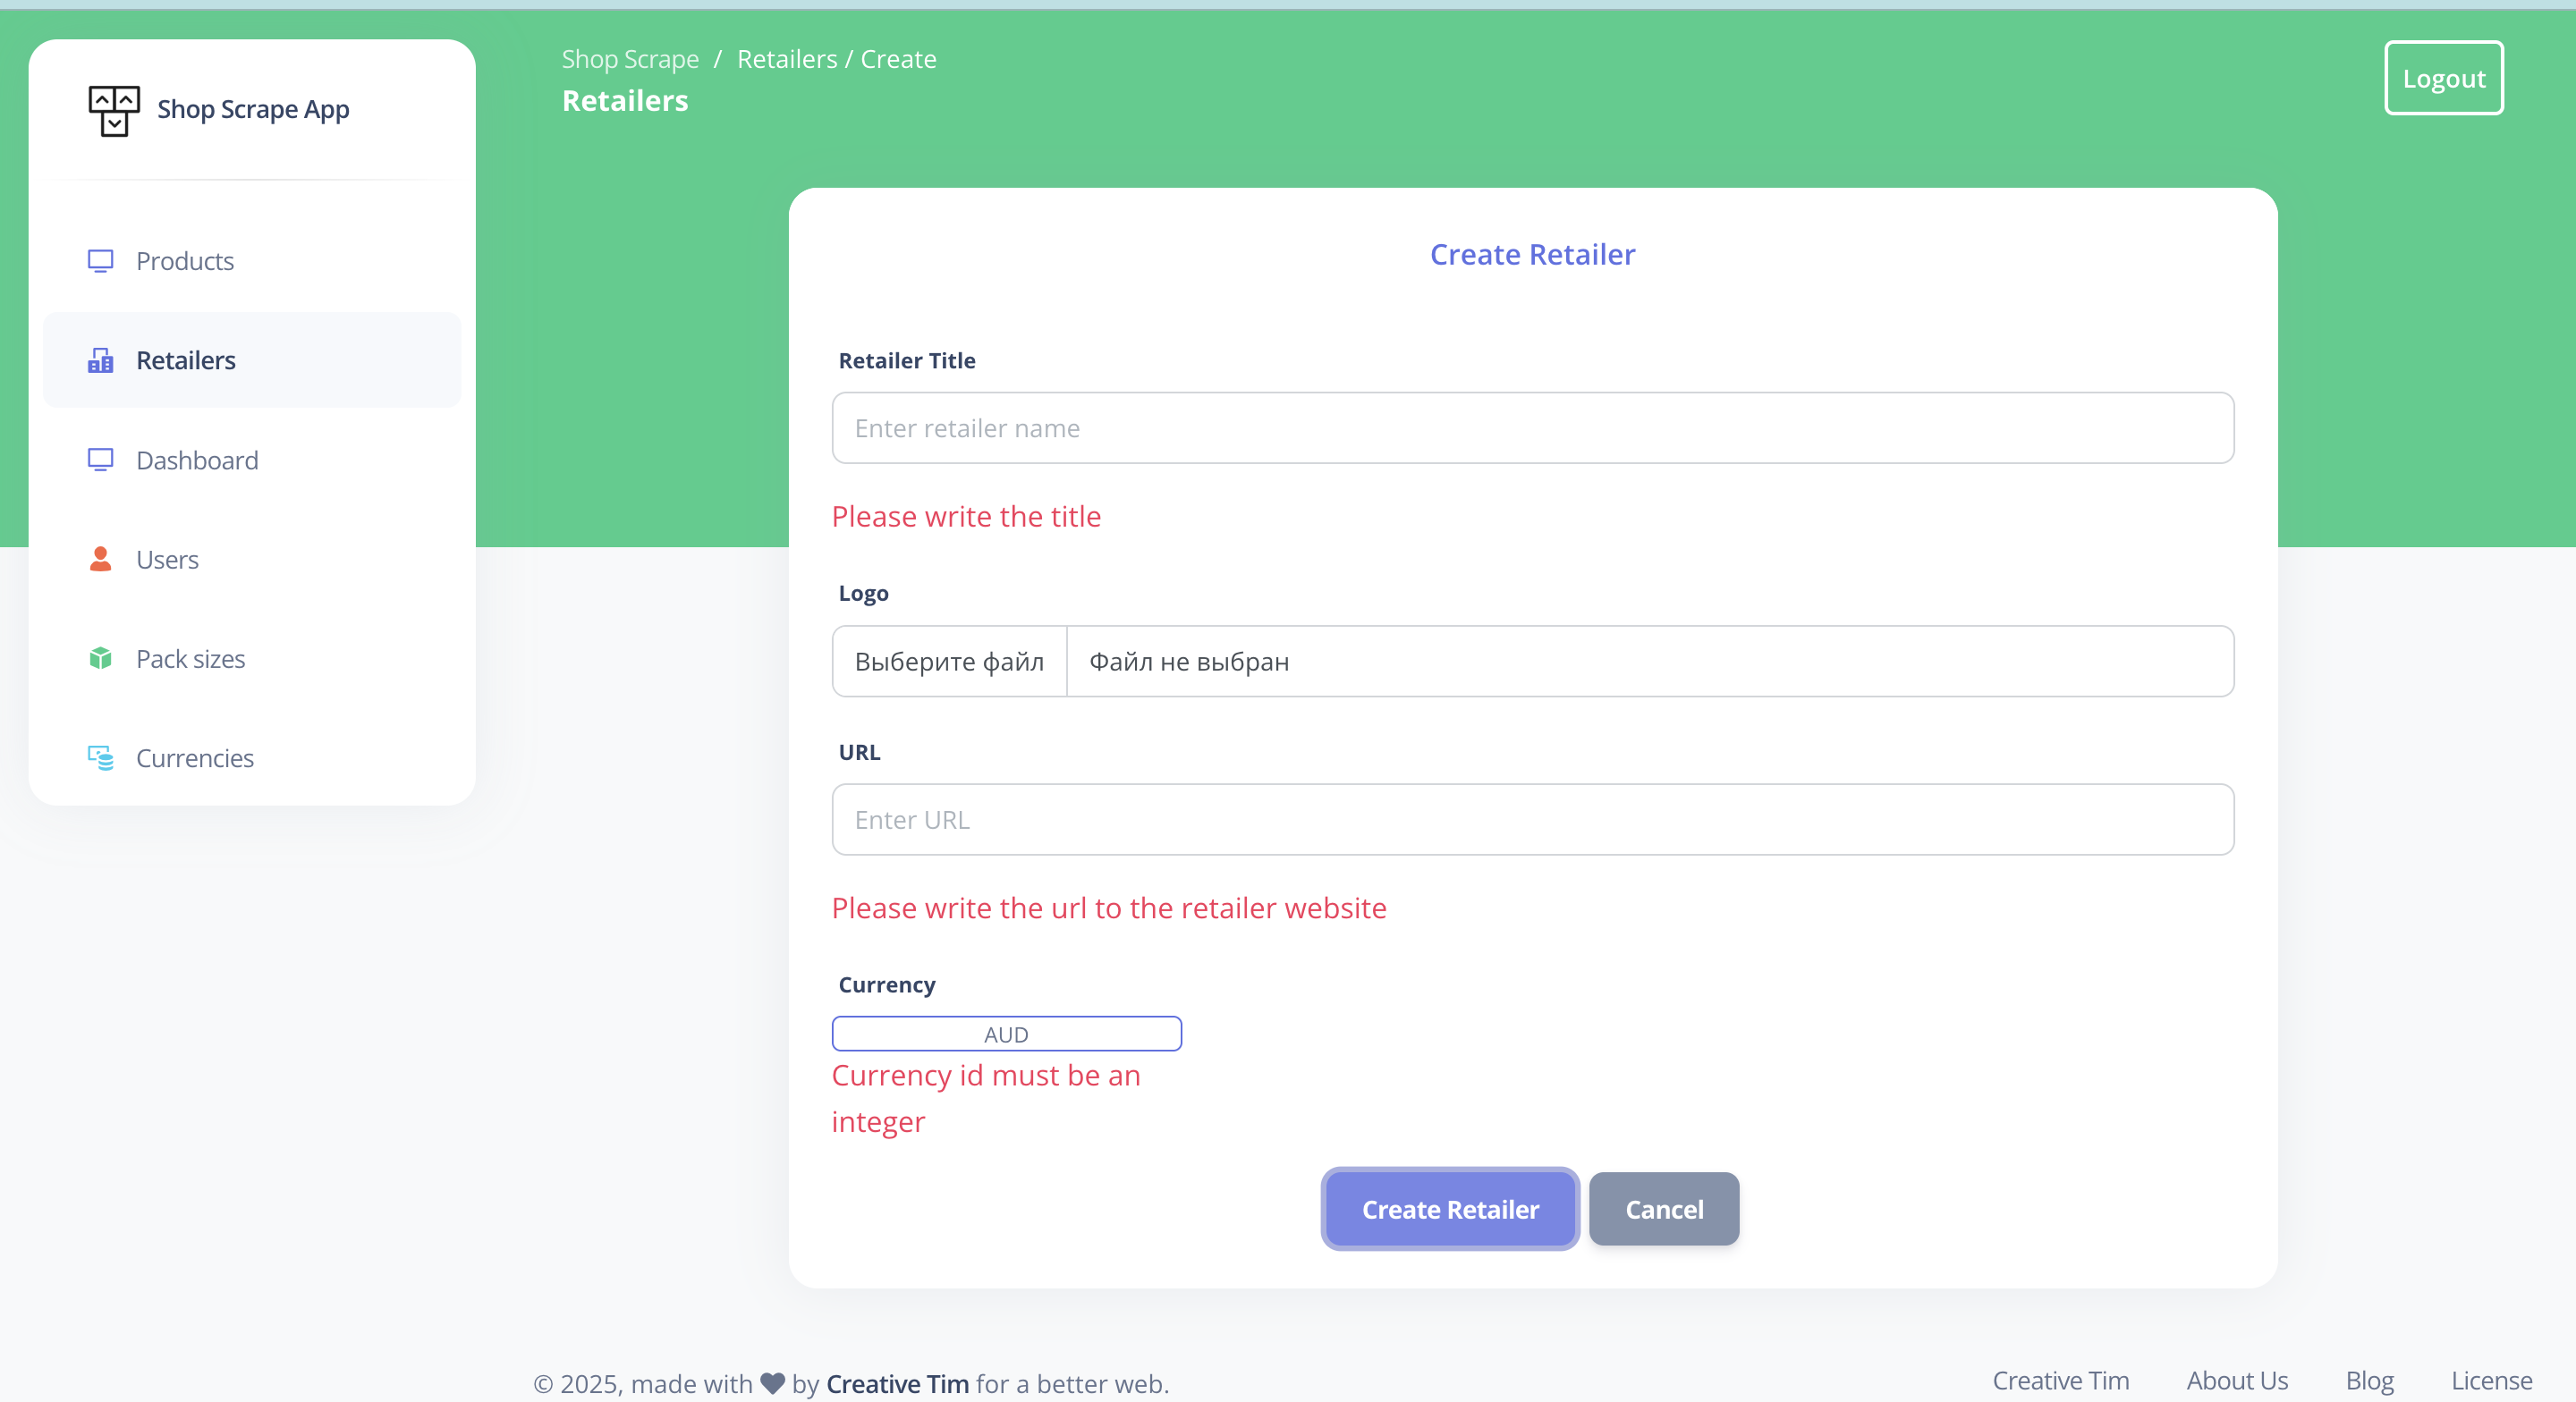 Shop Scrape App
Products
Retailers
Dashboard
Users
Pack sizes
Currencies
Shop Scrape / Retailers / Create
Retailers
Logout
Create Retailer
Retailer Title
Enter retailer name
Please write the title
Logo
Выберите файл Файл не выбран
URL
Enter URL
Please write the url to the retailer website
Currency
AUD
Currency id must be an
integer
Create Retailer Cancel
© 2025, made with ♥ by Creative Tim for a better web.
Creative Tim About Us Blog License